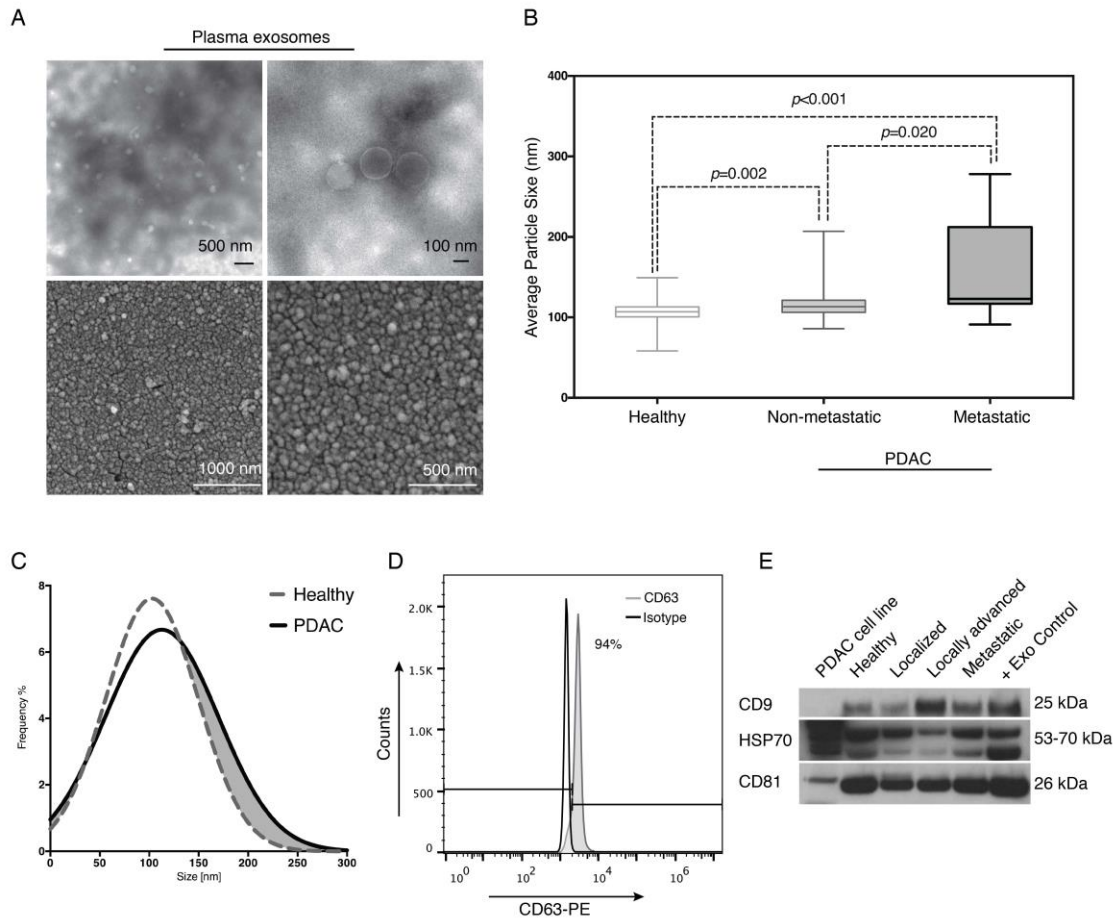 A
Plasma exosomes
500 nm
100 nm
1000 nm
500 nm
B
Average Particle Sixe (nm)
400
300
200
100
0
p<0.001
p=0.020
p=0.002
Healthy
Non-metastatic
Metastatic
PDAC
C
Healthy
PDAC
Frequency %
8
6
4
2
0
0
50
100
150
200
250
300
Size [nm]
D
CD63
Isotype
94%
Counts
2.0K
1.5K
1.0K
500
0
10^0
10^2
10^4
10^6
CD63-PE
E
PDAC cell line
Healthy
Localized
Locally advanced
Metastatic
+ Exo Control
CD9
25 kDa
HSP70
53-70 kDa
CD81
26 kDa